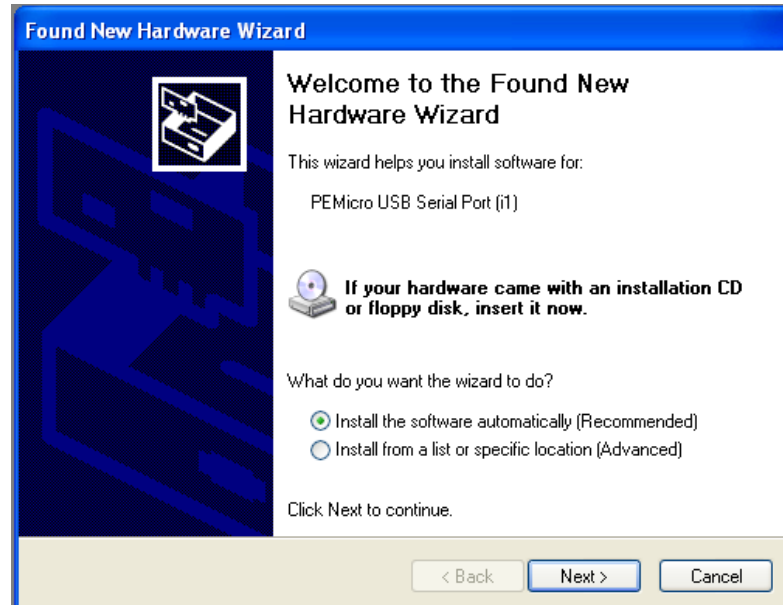 Found New Hardware Wizard
Welcome to the Found New
Hardware Wizard
This wizard helps you install software for:
PEMicro USB Serial Port (i1)
If your hardware came with an installation CD
or floppy disk, insert it now.
What do you want the wizard to do?
Install the software automatically (Recommended)
Install from a list or specific location (Advanced)
Click Next to continue.
< Back Next > Cancel